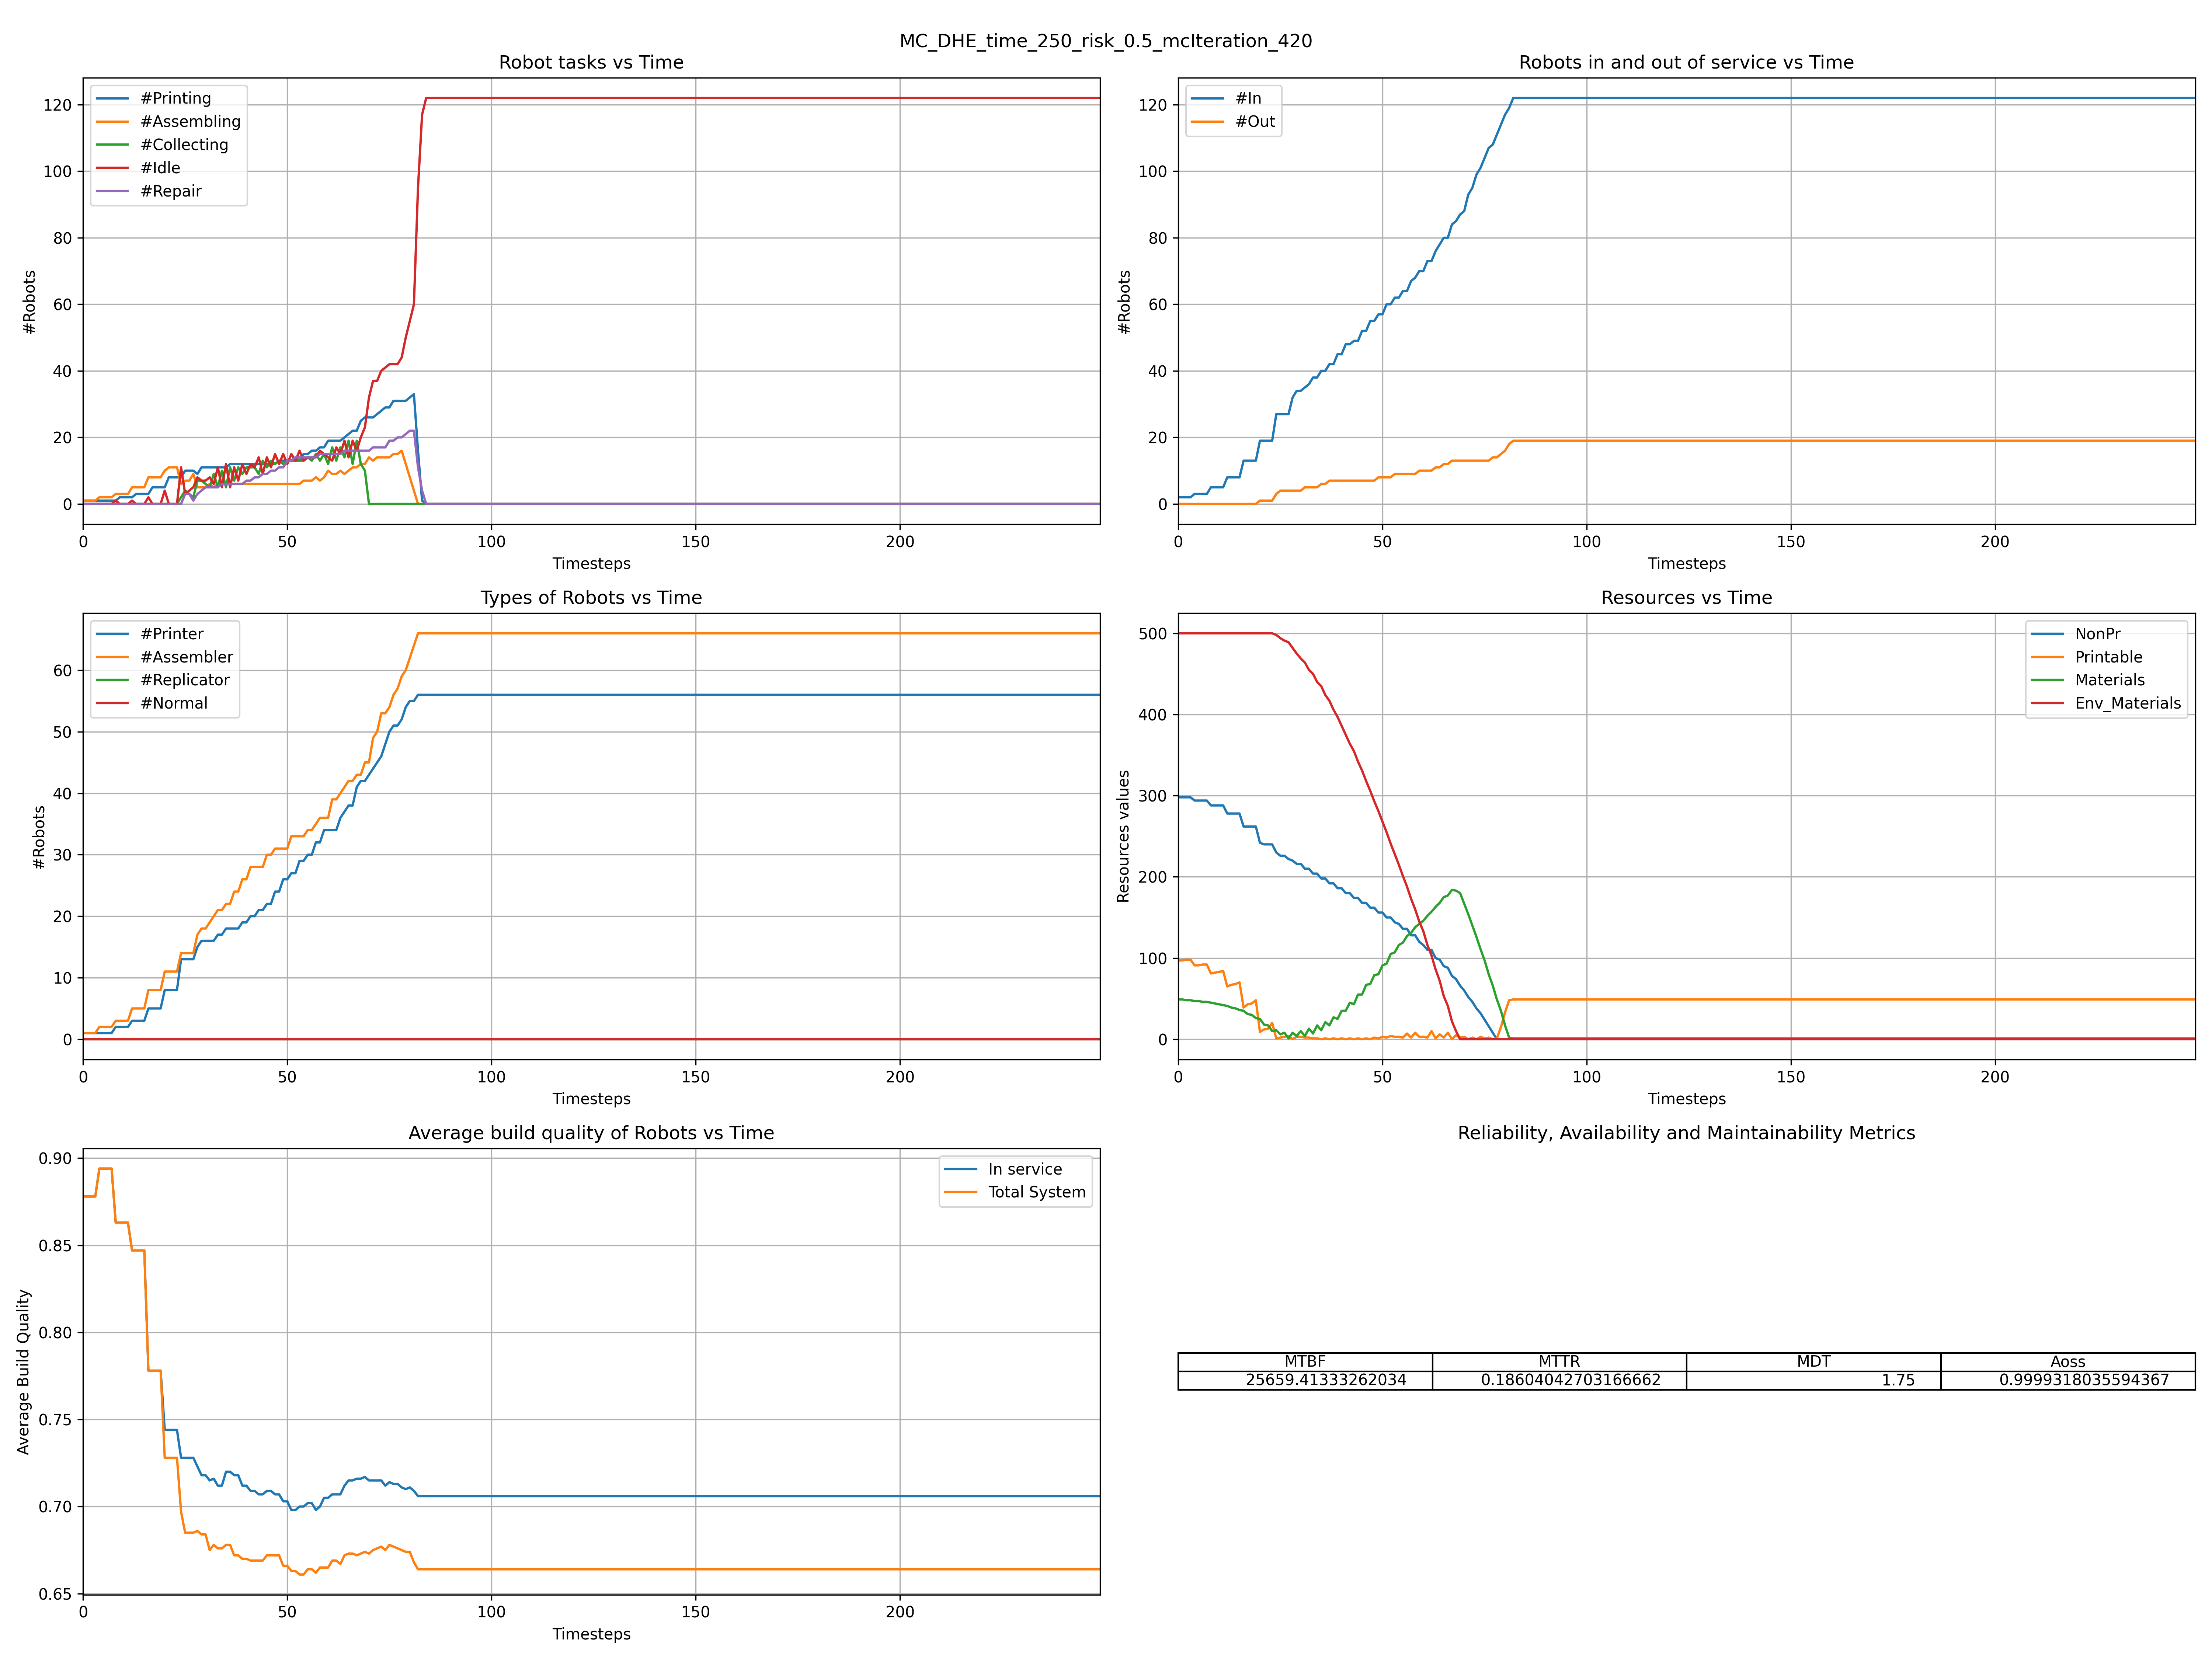 MC_DHE_time_250_risk_0.5_mcIteration_420
Robot tasks vs Time
#Printing
#Assembling
#Collecting
#Idle
#Repair
120
100
80
60
40
20
0
#Robots
0 50 100 150 200
Timesteps
Robots in and out of service vs Time
#In
#Out
120
100
80
60
40
20
0
#Robots
0 50 100 150 200
Timesteps
Types of Robots vs Time
#Printer
#Assembler
#Replicator
#Normal
60
50
40
30
20
10
0
#Robots
0 50 100 150 200
Timesteps
Resources vs Time
NonPr
Printable
Materials
Env_Materials
500
400
300
200
100
0
Resources values
0 50 100 150 200
Timesteps
Average build quality of Robots vs Time
In service
Total System
0.90
0.85
0.80
0.75
0.70
0.65
Average Build Quality
0 50 100 150 200
Timesteps
Reliability, Availability and Maintainability Metrics
MTBF MTTR MDT Aoss
25659.41333262034 0.18604042703166662 1.75 0.9999318035594367